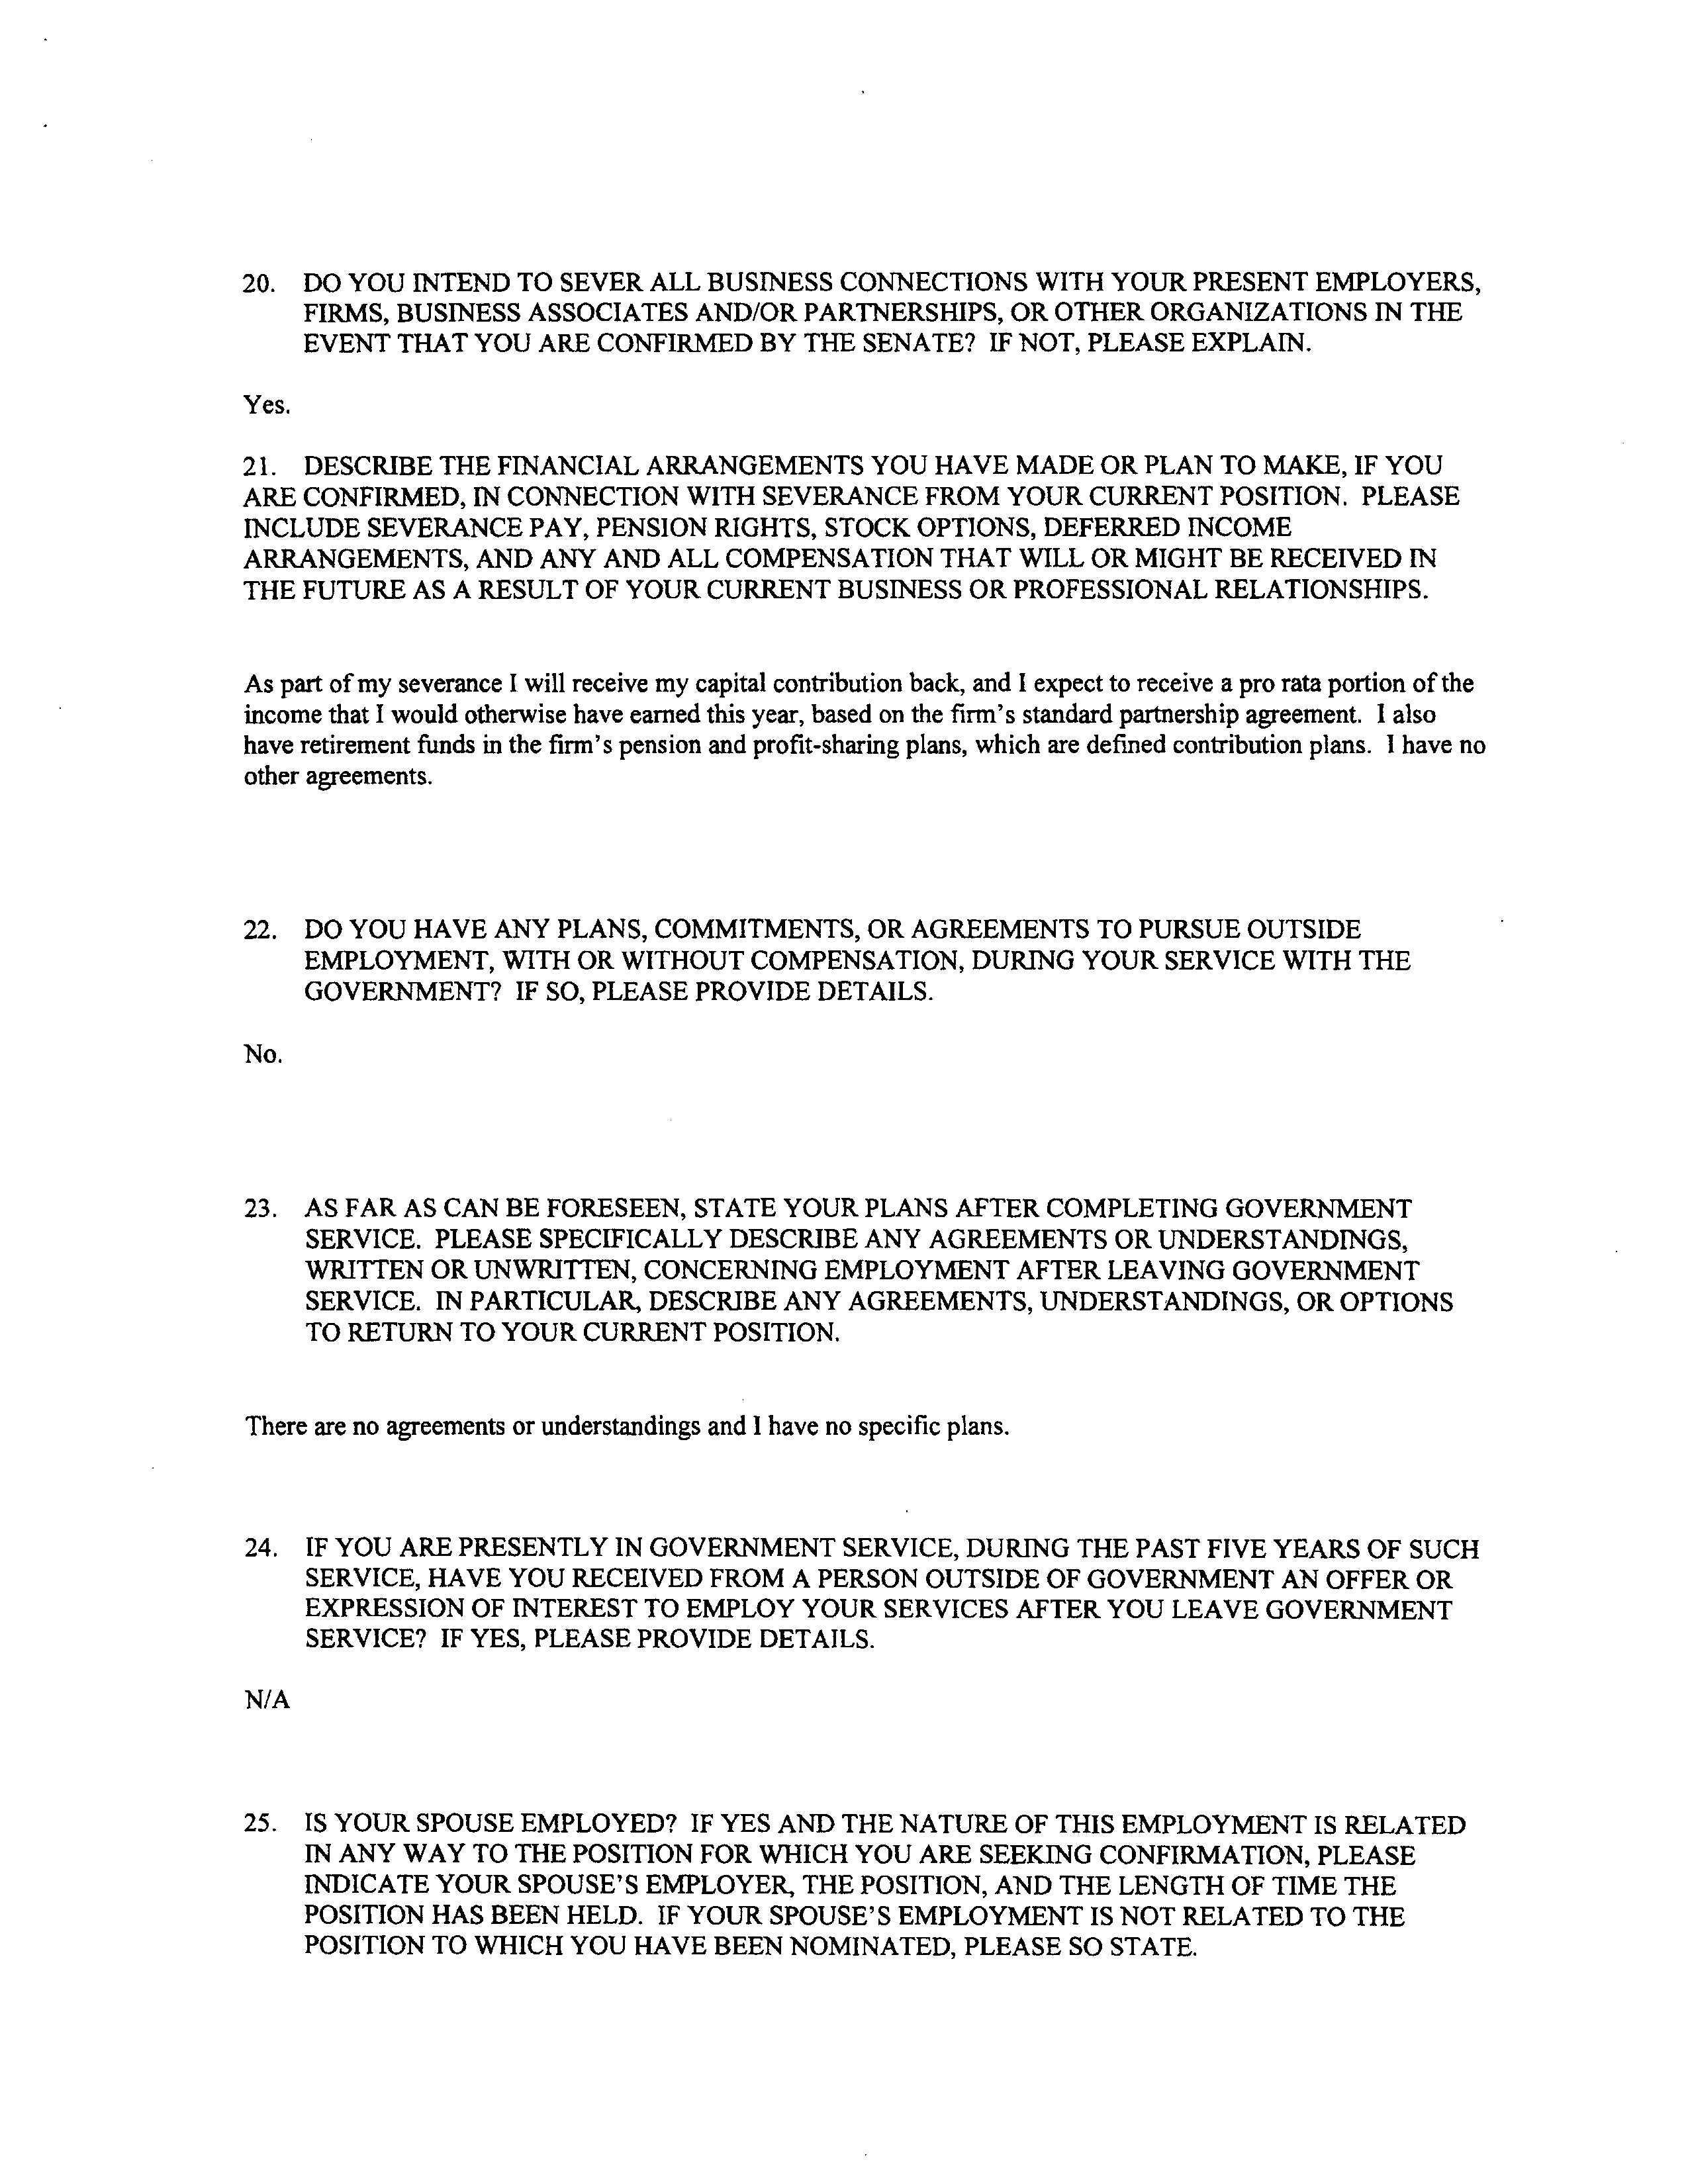 20. DO YOU INTEND TO SEVER ALL BUSINESS CONNECTIONS WITH YOUR PRESENT EMPLOYERS,
FIRMS, BUSINESS ASSOCIATES AND/OR PARTNERSHIPS, OR OTHER ORGANIZATIONS IN THE
EVENT THAT YOU ARE CONFIRMED BY THE SENATE? IF NOT, PLEASE EXPLAIN.
Yes.
21. DESCRIBE THE FINANCIAL ARRANGEMENTS YOU HAVE MADE OR PLAN TO MAKE, IF YOU
ARE CONFIRMED, IN CONNECTION WITH SEVERANCE FROM YOUR CURRENT POSITION. PLEASE
INCLUDE SEVERANCE PAY, PENSION RIGHTS, STOCK OPTIONS, DEFERRED INCOME
ARRANGEMENTS, AND ANY AND ALL COMPENSATION THAT WILL OR MIGHT BE RECEIVED IN
THE FUTURE AS A RESULT OF YOUR CURRENT BUSINESS OR PROFESSIONAL RELATIONSHIPS.
As part of my severance I will receive my capital contribution back, and I expect to receive a pro rata portion of the
income that I would otherwise have earned this year, based on the firm's standard partnership agreement. I also
have retirement funds in the firm's pension and profit-sharing plans, which are defined contribution plans. I have no
other agreements.
22. DO YOU HAVE ANY PLANS, COMMITMENTS, OR AGREEMENTS TO PURSUE OUTSIDE
EMPLOYMENT, WITH OR WITHOUT COMPENSATION, DURING YOUR SERVICE WITH THE
GOVERNMENT? IF SO, PLEASE PROVIDE DETAILS.
No.
23. AS FAR AS CAN BE FORESEEN, STATE YOUR PLANS AFTER COMPLETING GOVERNMENT
SERVICE. PLEASE SPECIFICALLY DESCRIBE ANY AGREEMENTS OR UNDERSTANDINGS,
WRITTEN OR UNWRITTEN, CONCERNING EMPLOYMENT AFTER LEAVING GOVERNMENT
SERVICE. IN PARTICULAR, DESCRIBE ANY AGREEMENTS, UNDERSTANDINGS, OR OPTIONS
TO RETURN TO YOUR CURRENT POSITION.
There are no agreements or understandings and I have no specific plans.
24. IF YOU ARE PRESENTLY IN GOVERNMENT SERVICE, DURING THE PAST FIVE YEARS OF SUCH
SERVICE, HAVE YOU RECEIVED FROM A PERSON OUTSIDE OF GOVERNMENT AN OFFER OR
EXPRESSION OF INTEREST TO EMPLOY YOUR SERVICES AFTER YOU LEAVE GOVERNMENT
SERVICE? IF YES, PLEASE PROVIDE DETAILS.
N/A
25. IS YOUR SPOUSE EMPLOYED? IF YES AND THE NATURE OF THIS EMPLOYMENT IS RELATED
IN ANY WAY TO THE POSITION FOR WHICH YOU ARE SEEKING CONFIRMATION, PLEASE
INDICATE YOUR SPOUSE'S EMPLOYER, THE POSITION, AND THE LENGTH OF TIME THE
POSITION HAS BEEN HELD. IF YOUR SPOUSE'S EMPLOYMENT IS NOT RELATED TO THE
POSITION TO WHICH YOU HAVE BEEN NOMINATED, PLEASE SO STATE.